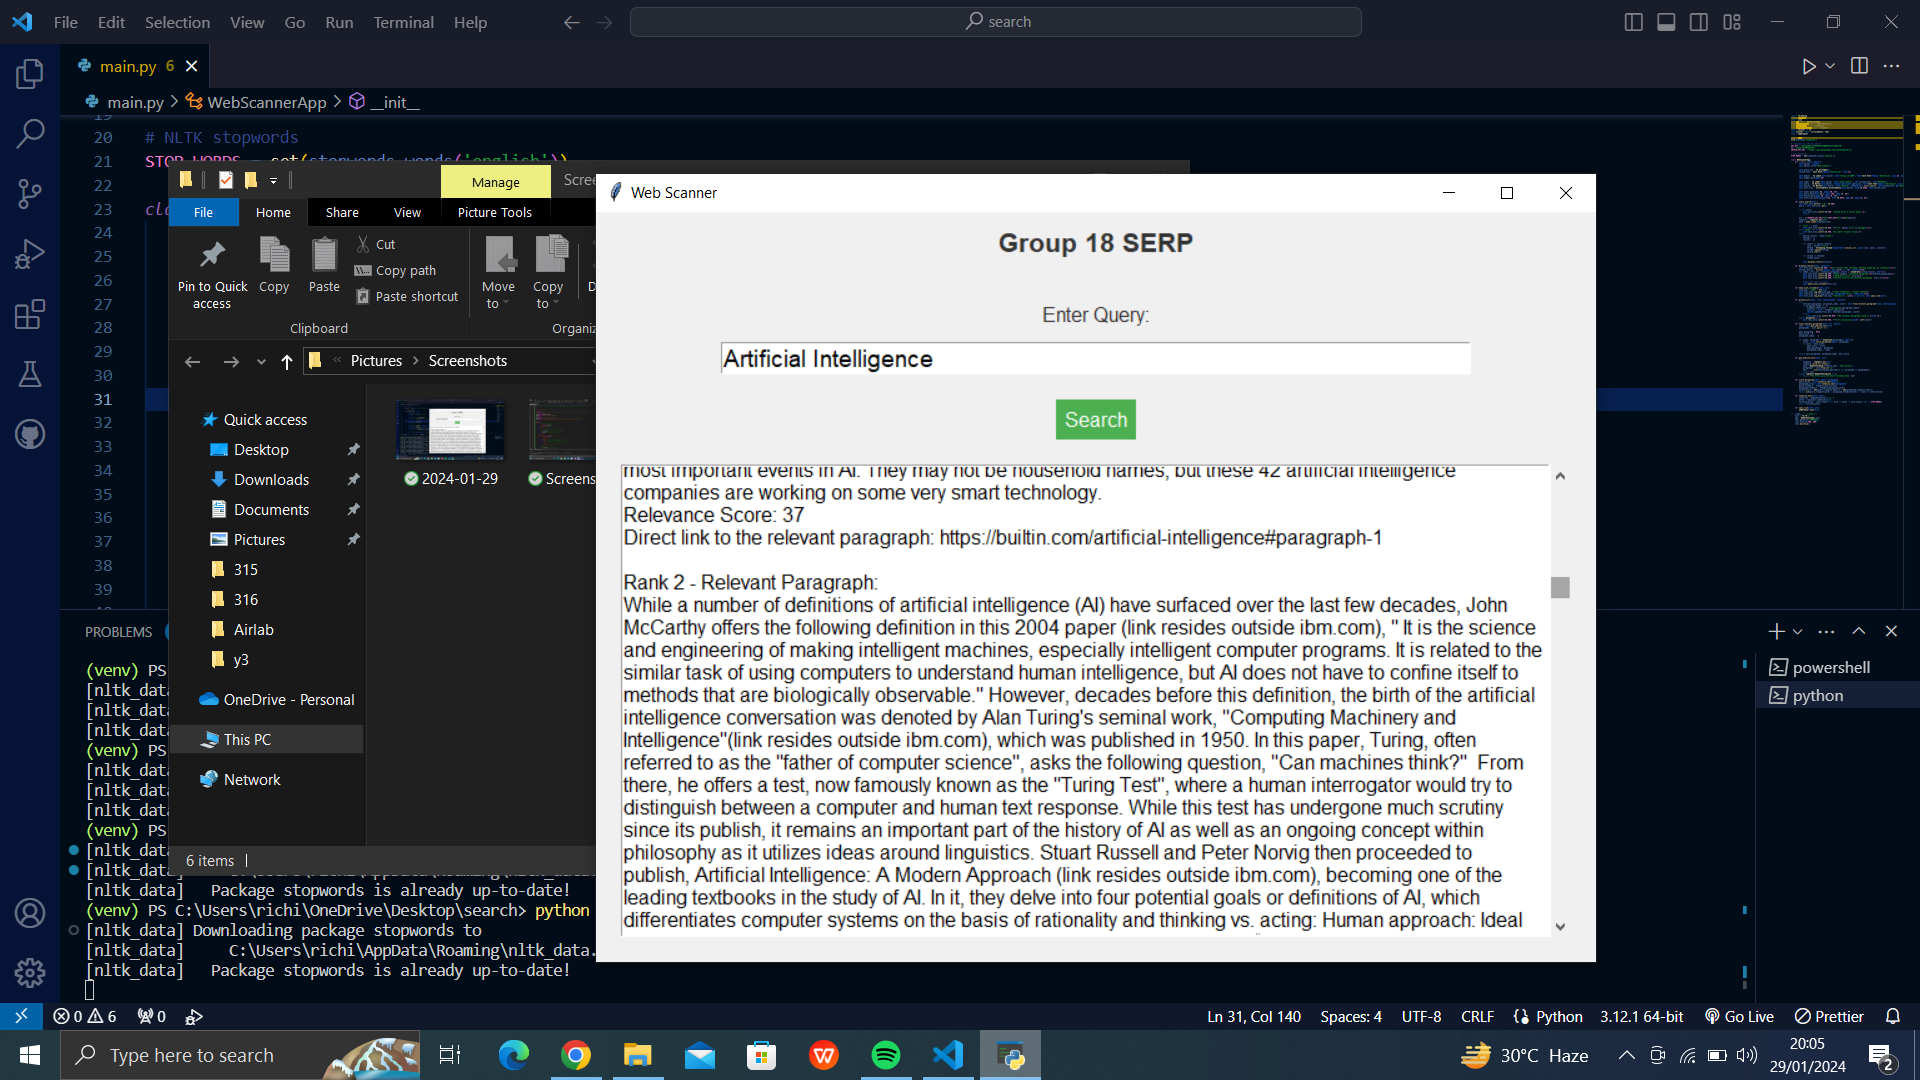 File Edit Selection View Go Run Terminal Help
search
main.py 6
main.py > WebScannerApp > __init__
20 # NLTK stopwords
21
22
23
24
25
26
27
28
29
30
31
32
33
34
35
36
37
38
39
Manage
File Home Share View Picture Tools
Pin to Quick access
Copy
Paste
Cut
Copy path
Paste shortcut
Move to
Copy to
Clipboard
Pictures > Screenshots
Quick access
Desktop
Downloads
Documents
Pictures
315
316
Airlab
y3
OneDrive - Personal
This PC
Network
2024-01-29
6 items
Web Scanner
Group 18 SERP
Enter Query:
Artificial Intelligence
Search
most important events in AI. They may not be household names, but these 42 artificial intelligence
companies are working on some very smart technology.
Relevance Score: 37
Direct link to the relevant paragraph: https://builtin.com/artificial-intelligence#paragraph-1
Rank 2 - Relevant Paragraph:
While a number of definitions of artificial intelligence (AI) have surfaced over the last few decades, John
McCarthy offers the following definition in this 2004 paper (link resides outside ibm.com), " It is the science
and engineering of making intelligent machines, especially intelligent computer programs. It is related to the
similar task of using computers to understand human intelligence, but AI does not have to confine itself to
methods that are biologically observable." However, decades before this definition, the birth of the artificial
intelligence conversation was denoted by Alan Turing's seminal work, "Computing Machinery and
Intelligence"(link resides outside ibm.com), which was published in 1950. In this paper, Turing, often
referred to as the "father of computer science", asks the following question, "Can machines think?"  From
there, he offers a test, now famously known as the "Turing Test", where a human interrogator would try to
distinguish between a computer and human text response. While this test has undergone much scrutiny
since its publish, it remains an important part of the history of AI as well as an ongoing concept within
philosophy as it utilizes ideas around linguistics. Stuart Russell and Peter Norvig then proceeded to
publish, Artificial Intelligence: A Modern Approach (link resides outside ibm.com), becoming one of the
leading textbooks in the study of AI. In it, they delve into four potential goals or definitions of AI, which
differentiates computer systems on the basis of rationality and thinking vs. acting: Human approach: Ideal
PROBLEMS
powershell
python
(venv) PS
[nltk_data
[nltk_data
[nltk_data
(venv) PS
[nltk_data
[nltk_data
[nltk_data
(venv) PS
[nltk_data
[nltk_data
[nltk_data]   Package stopwords is already up-to-date!
(venv) PS C:\Users\richi\OneDrive\Desktop\search> python
[nltk_data] Downloading package stopwords to
[nltk_data]     C:\Users\richi\AppData\Roaming\nltk_data.
[nltk_data]   Package stopwords is already up-to-date!
0 6 0 Ln 31, Col 140 Spaces: 4 UTF-8 CRLF Python 3.12.1 64-bit Go Live Prettier
Type here to search
30°C Haze
20:05
29/01/2024
2